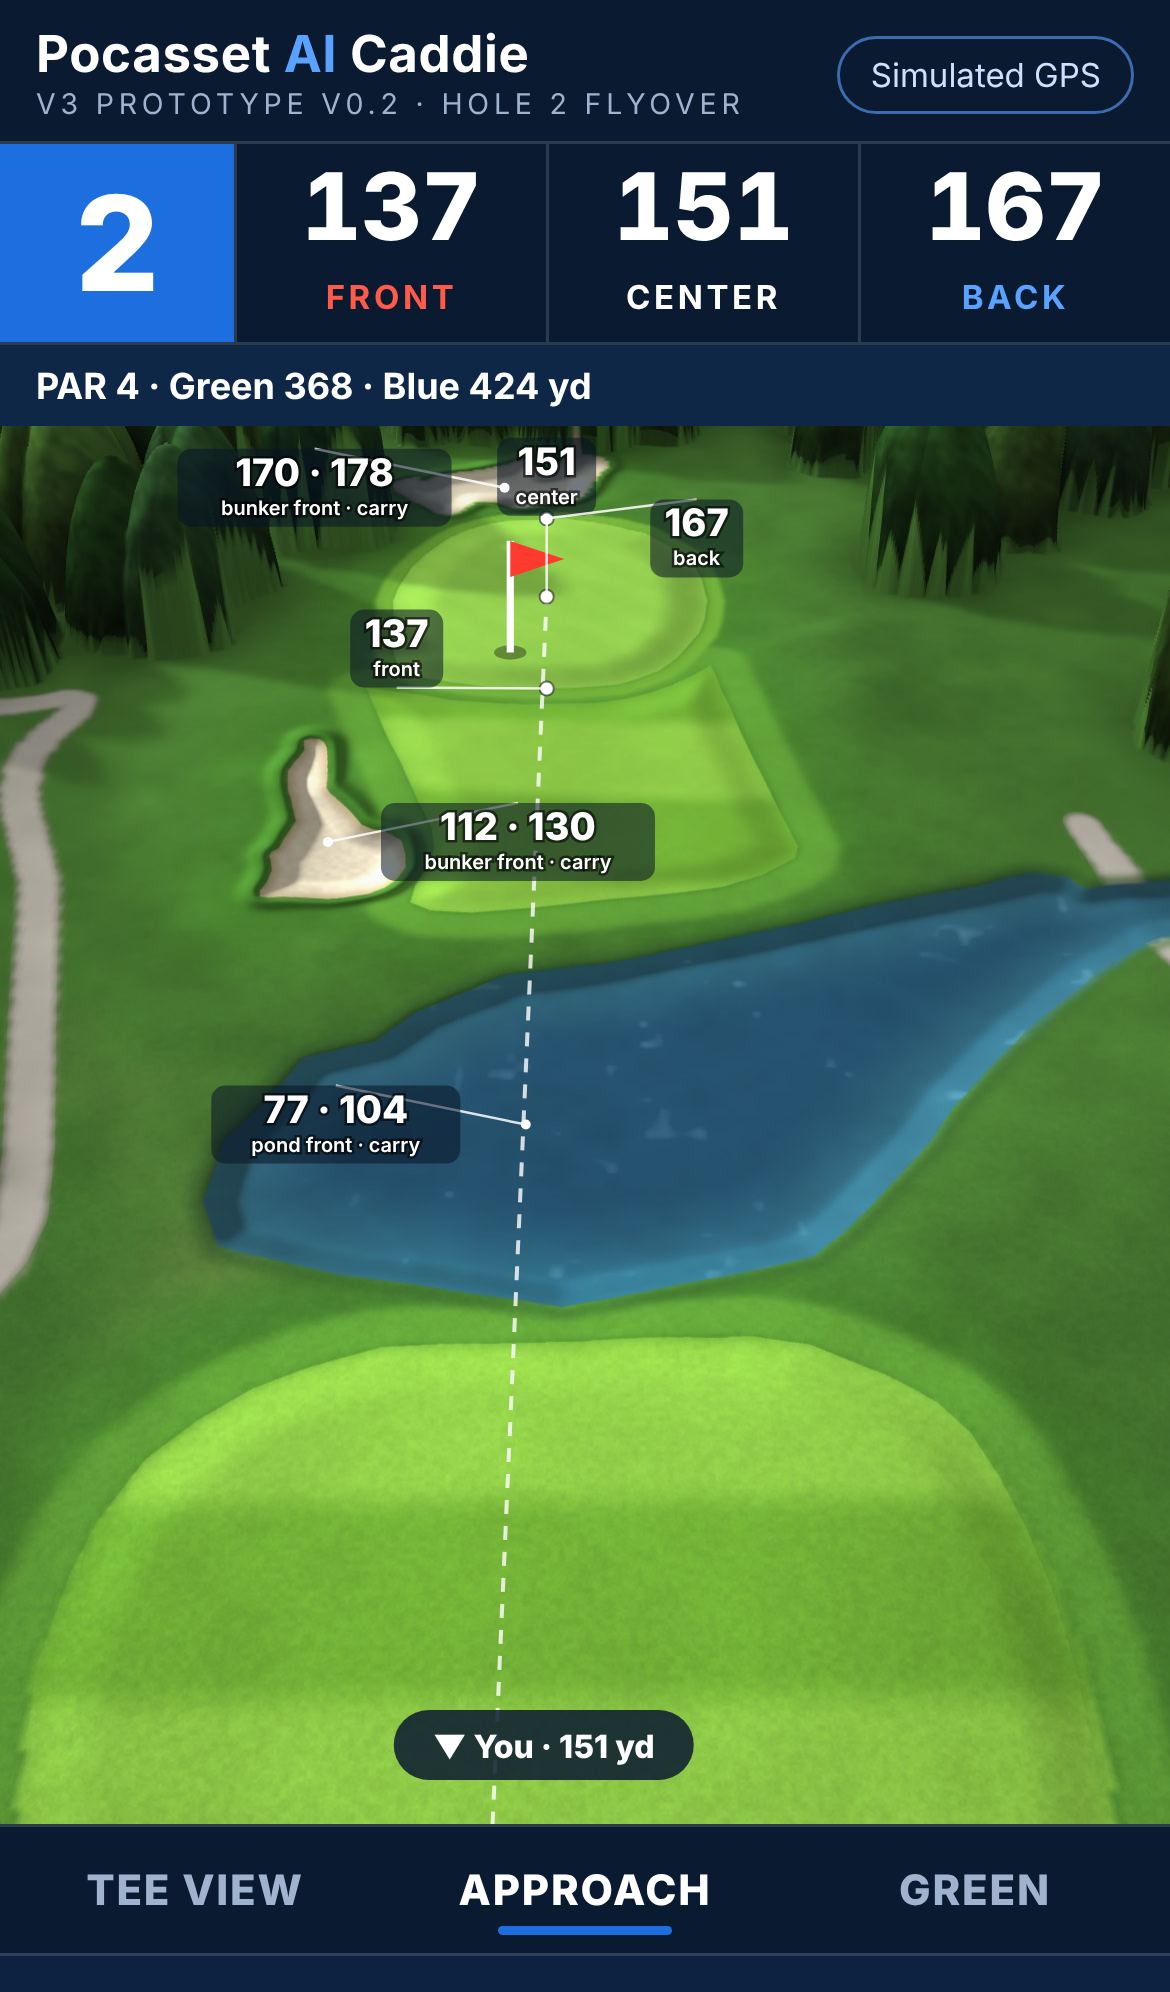 Pocasset AI Caddie
V3 PROTOTYPE V0.2 · HOLE 2 FLYOVER
Simulated GPS
2
137
FRONT
151
CENTER
167
BACK
PAR 4 · Green 368 · Blue 424 yd
170 · 178
bunker front · carry
151
center
167
back
137
front
112 · 130
bunker front · carry
77 · 104
pond front · carry
▼ You · 151 yd
TEE VIEW
APPROACH
GREEN